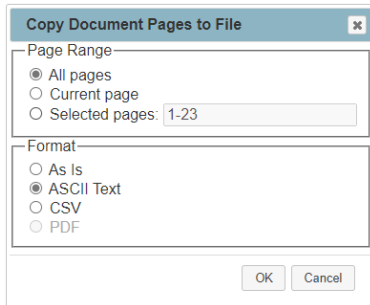 Copy Document Pages to File
Page Range
All pages
Current page
Selected pages: 1-23
Format
As Is
ASCII Text
CSV
PDF
OK Cancel